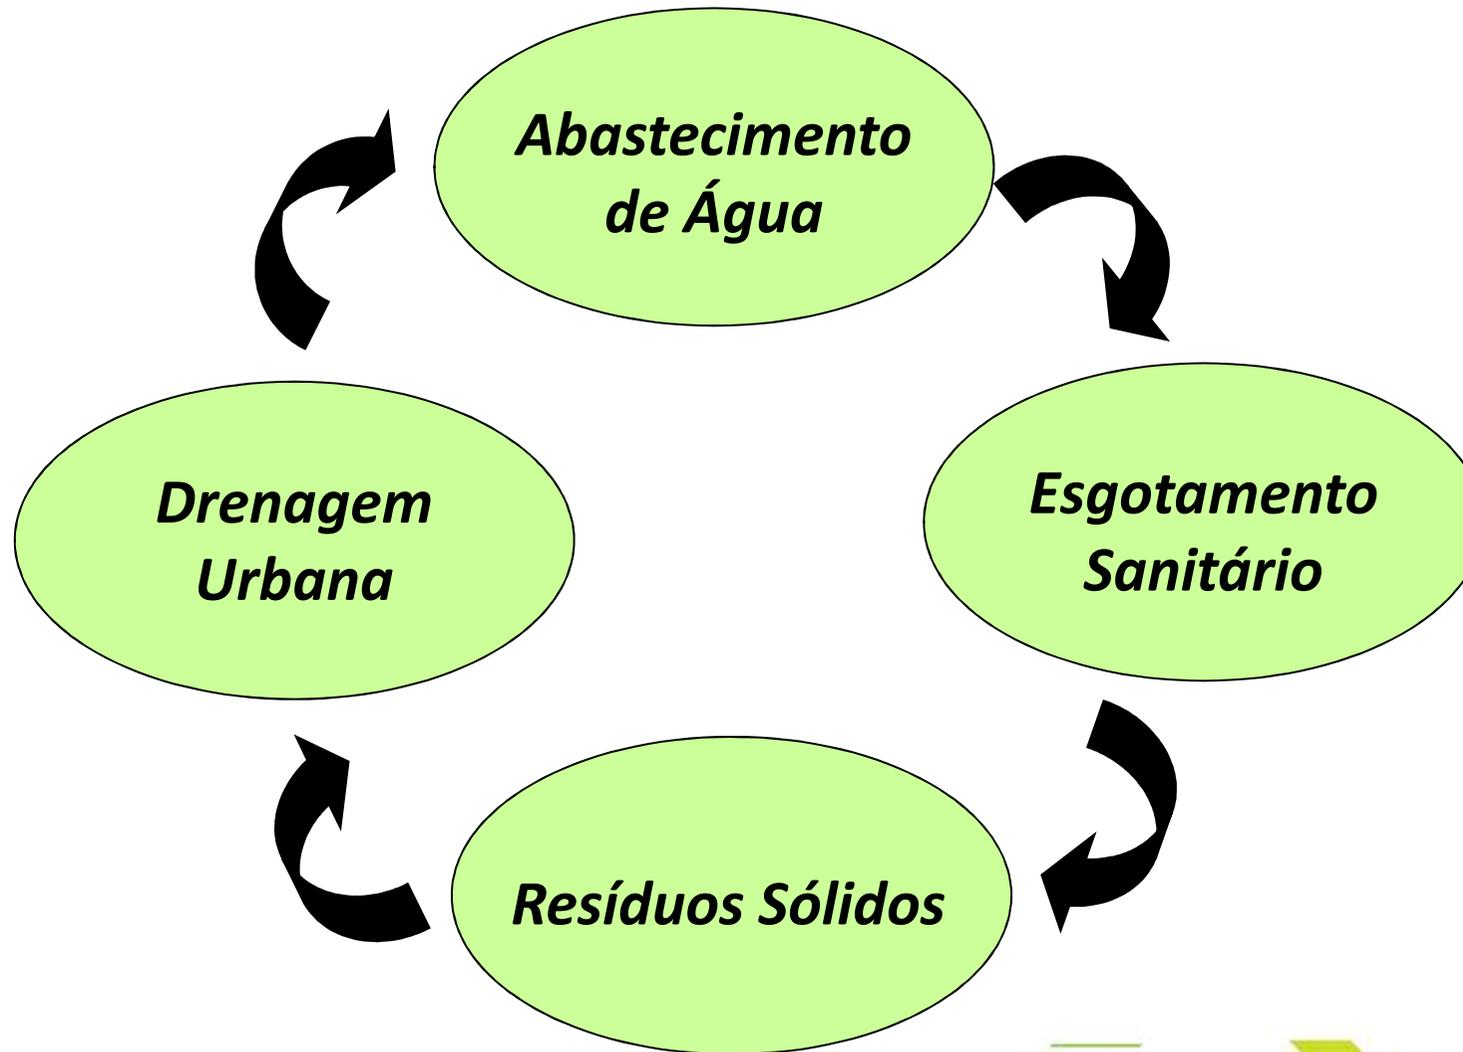 Abastecimento
de Água
Esgotamento
Sanitário
Resíduos Sólidos
Drenagem
Urbana